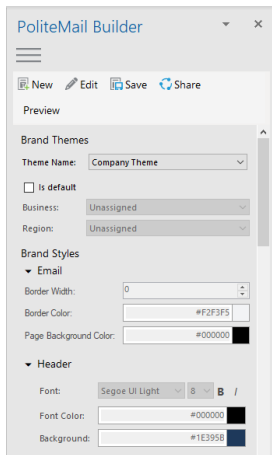 PoliteMail Builder
New Edit Save Share
Preview
Brand Themes
Theme Name: Company Theme
Is default
Business: Unassigned
Region: Unassigned
Brand Styles
Email
Border Width: 0
Border Color: #F2F3F5
Page Background Color: #000000
Header
Font: Segoe UI Light 8 B I
Font Color: #000000
Background: #1E395B